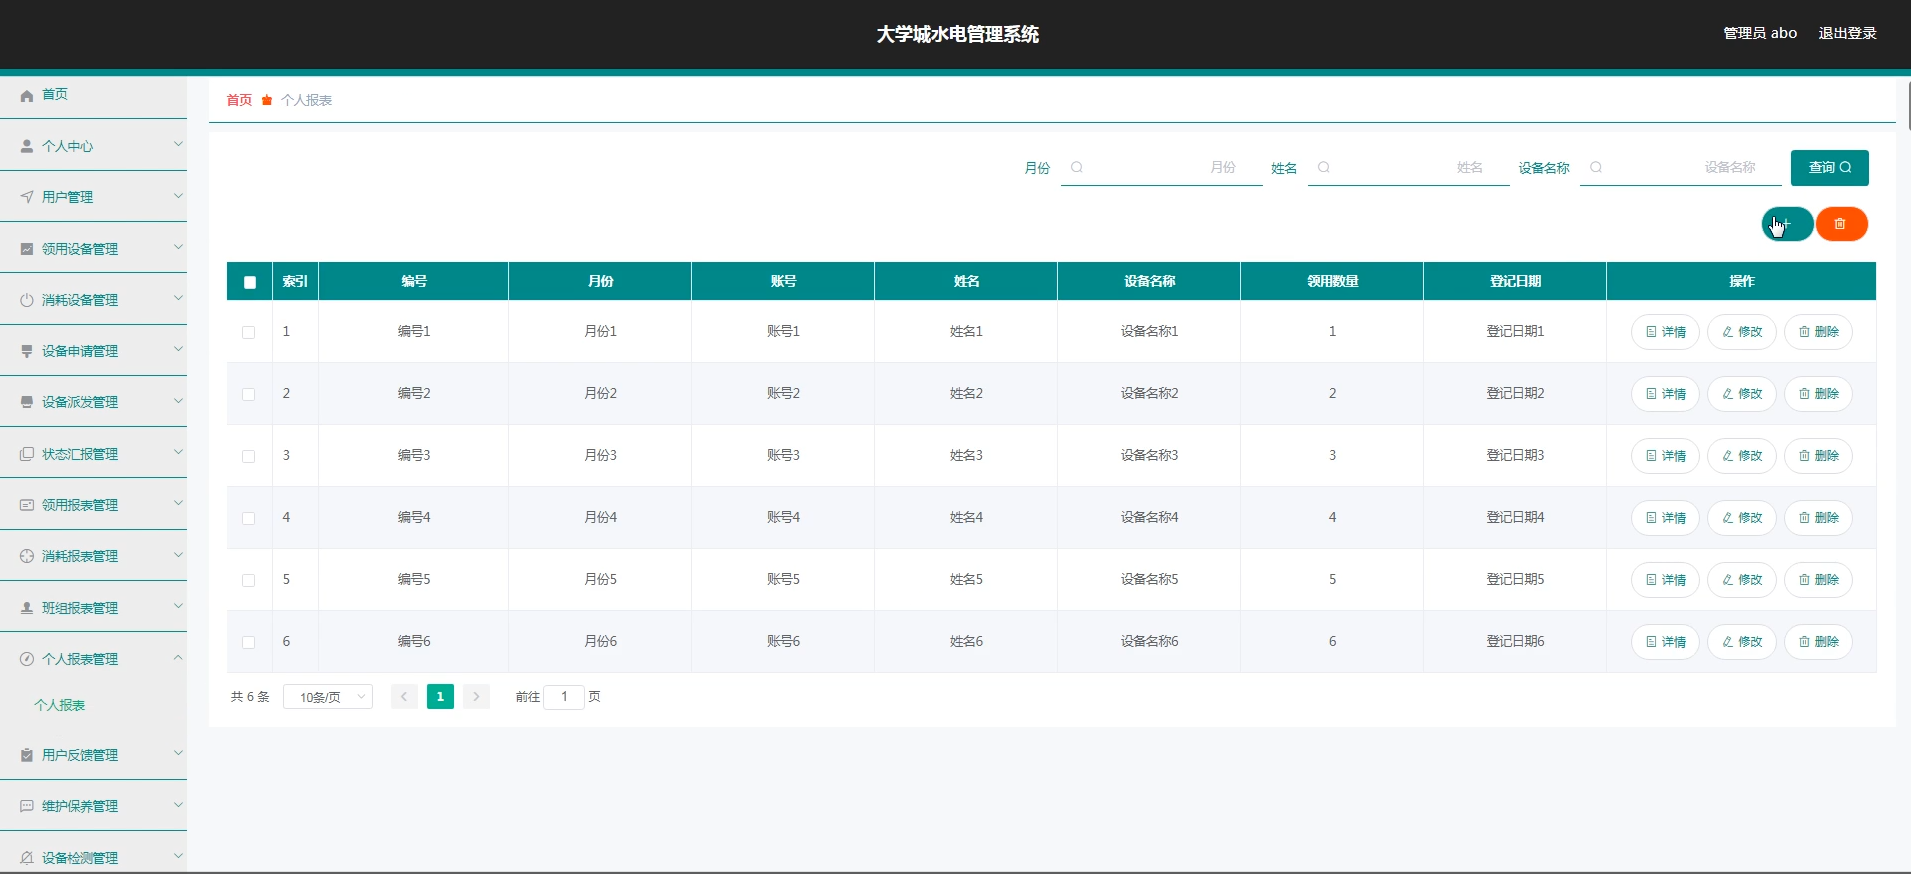 大学城水电管理系统
管理员 abo 退出登录
首页
个人中心
用户管理
领用设备管理
消耗设备管理
设备申请管理
设备派发管理
状态汇报管理
领用报表管理
消耗报表管理
班组报表管理
个人报表管理
个人报表
用户反馈管理
维护保养管理
设备检测管理
首页 个人报表
月份 月份 姓名 姓名 设备名称 设备名称 查询
索引 编号 月份 账号 姓名 设备名称 领用数量 登记日期 操作
1 编号1 月份1 账号1 姓名1 设备名称1 1 登记日期1 详情 修改 删除
2 编号2 月份2 账号2 姓名2 设备名称2 2 登记日期2 详情 修改 删除
3 编号3 月份3 账号3 姓名3 设备名称3 3 登记日期3 详情 修改 删除
4 编号4 月份4 账号4 姓名4 设备名称4 4 登记日期4 详情 修改 删除
5 编号5 月份5 账号5 姓名5 设备名称5 5 登记日期5 详情 修改 删除
6 编号6 月份6 账号6 姓名6 设备名称6 6 登记日期6 详情 修改 删除
共 6 条 10条/页 1 前往 1 页